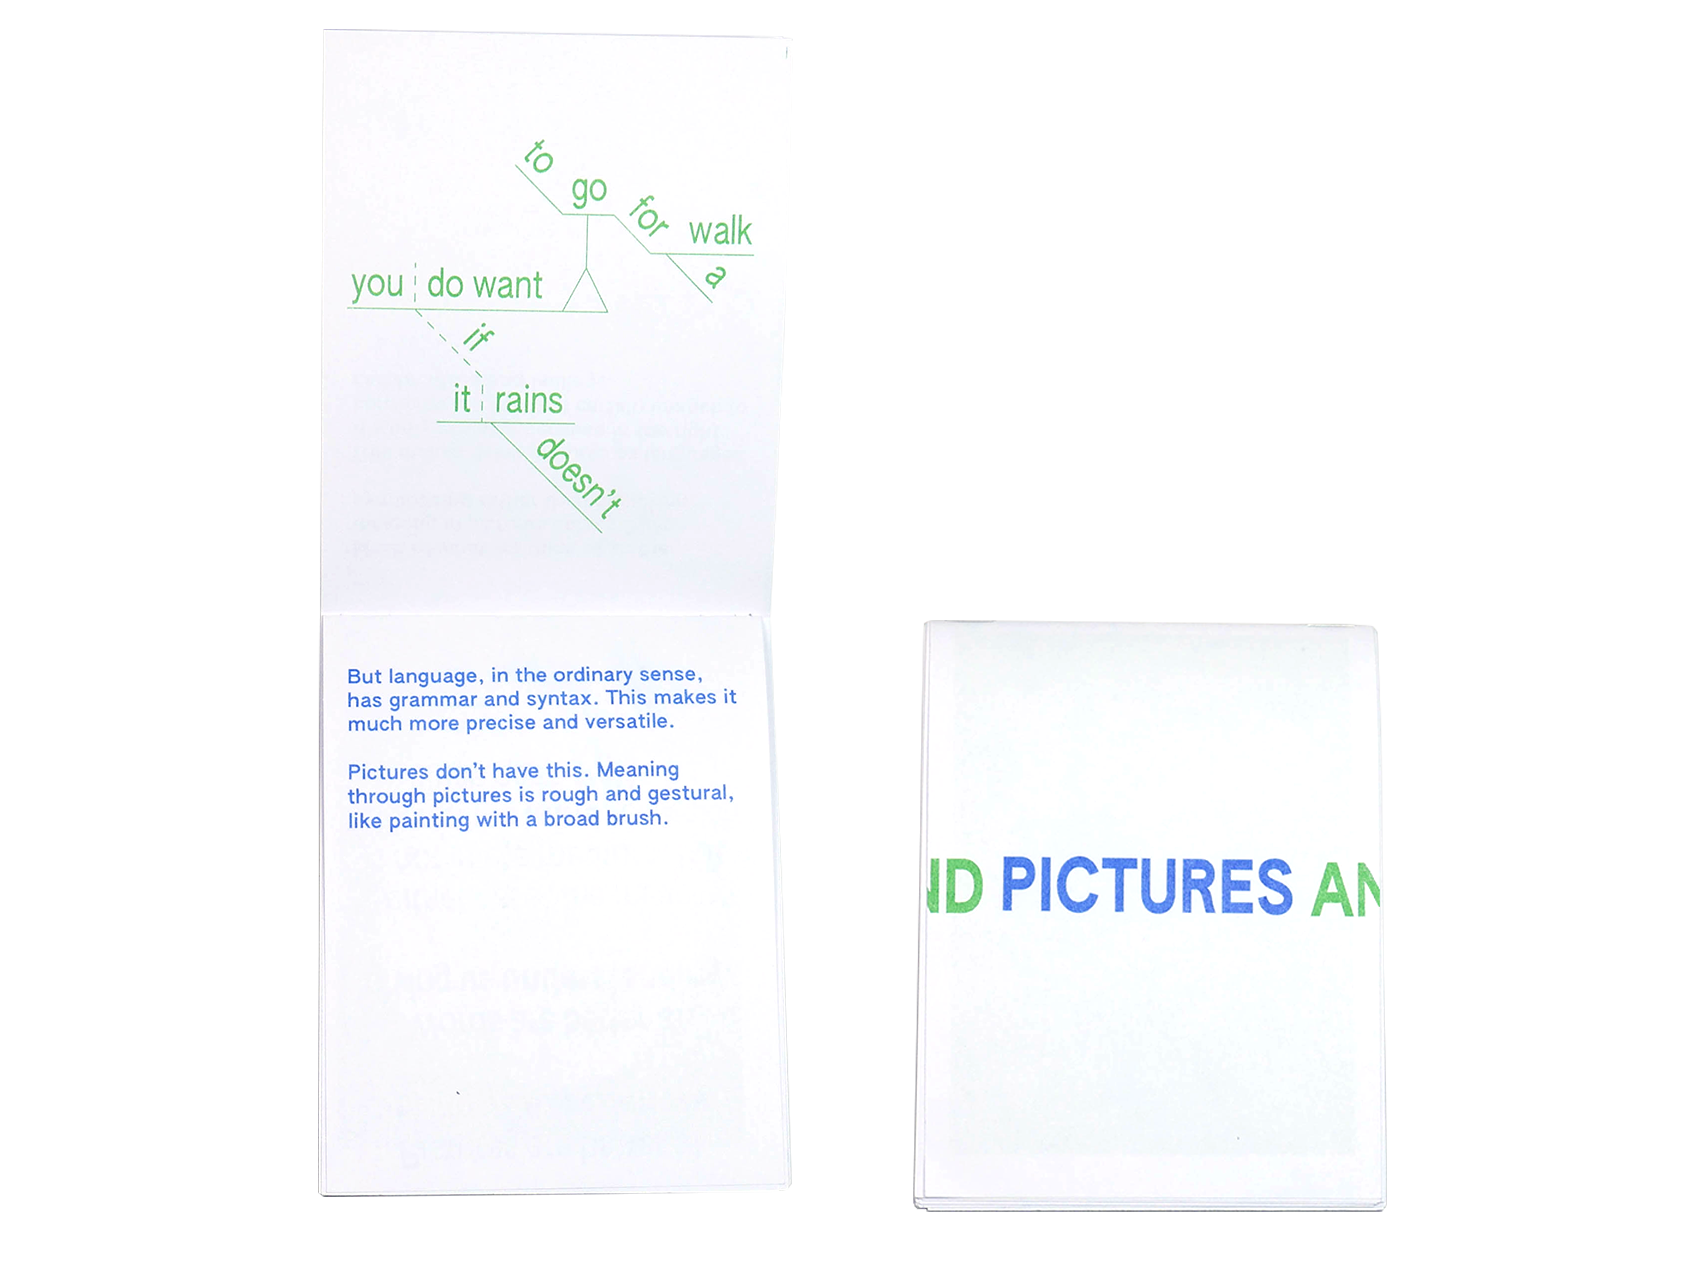 to
go
for
walk
a
you do want
if
it rains
doesn't
But language, in the ordinary sense,
has grammar and syntax. This makes it
much more precise and versatile.
Pictures don't have this. Meaning
through pictures is rough and gestural,
like painting with a broad brush.
ND PICTURES AN